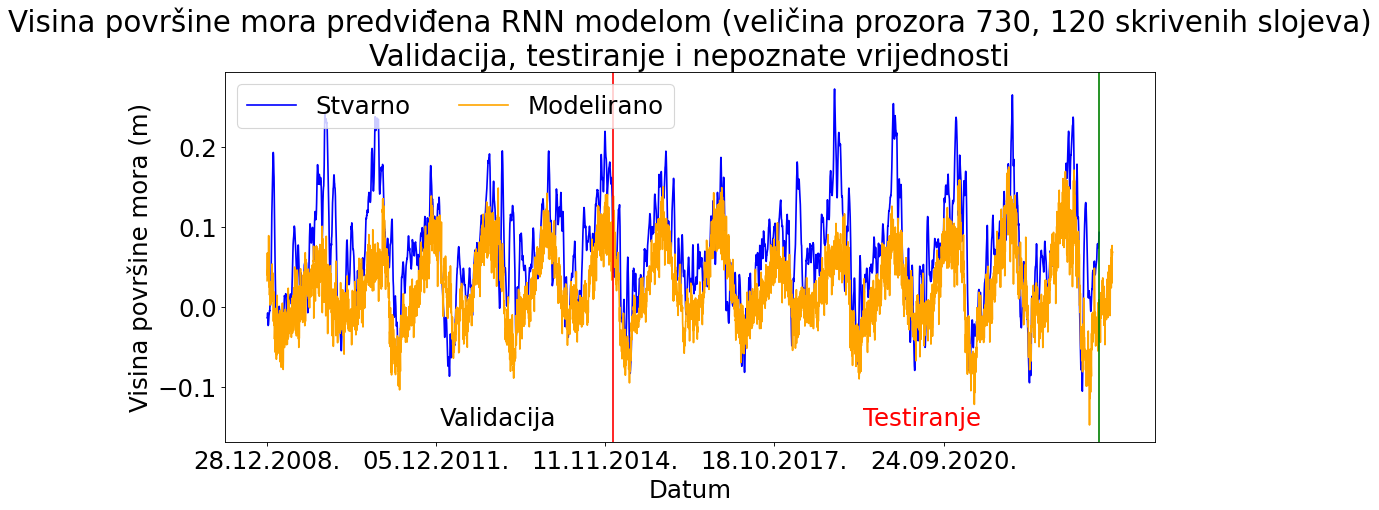 Visina površine mora predviđena RNN modelom (veličina prozora 730, 120 skrivenih slojeva)
Validacija, testiranje i nepoznate vrijednosti
Stvarno
Modelirano
Visina površine mora (m)
0.2
0.1
0.0
−0.1
Validacija
Testiranje
28.12.2008.
05.12.2011.
11.11.2014.
18.10.2017.
24.09.2020.
Datum